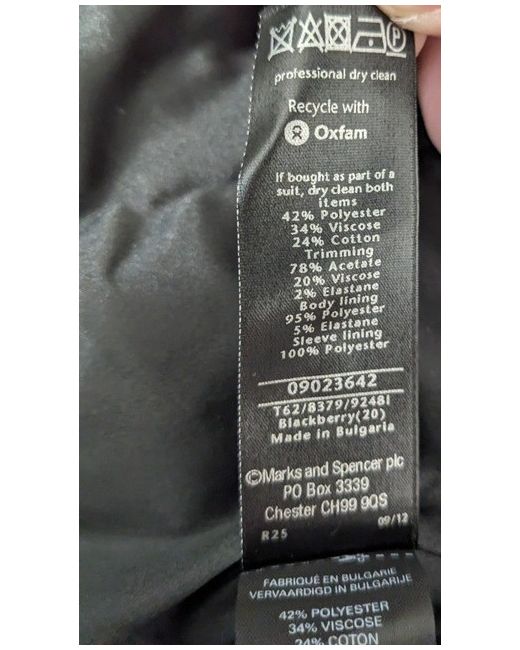 P
professional dry clean
Recycle with
Oxfam
If bought as part of a
suit, dry clean both
items
42% Polyester
34% Viscose
24% Cotton
Trimming
78% Acetate
20% Viscose
2% Elastane
Body lining
95% Polyester
5% Elastane
Sleeve lining
100% Polyester
09023642
T62/8379/9248I
Blackberry(20)
Made in Bulgaria
©Marks and Spencer plc
PO Box 3339
Chester CH99 9QS
R25 09/12
FABRIQUÉ EN BULGARIE
VERVAARDIGD IN BULGARIJE
42% POLYESTER
34% VISCOSE
24% COTON